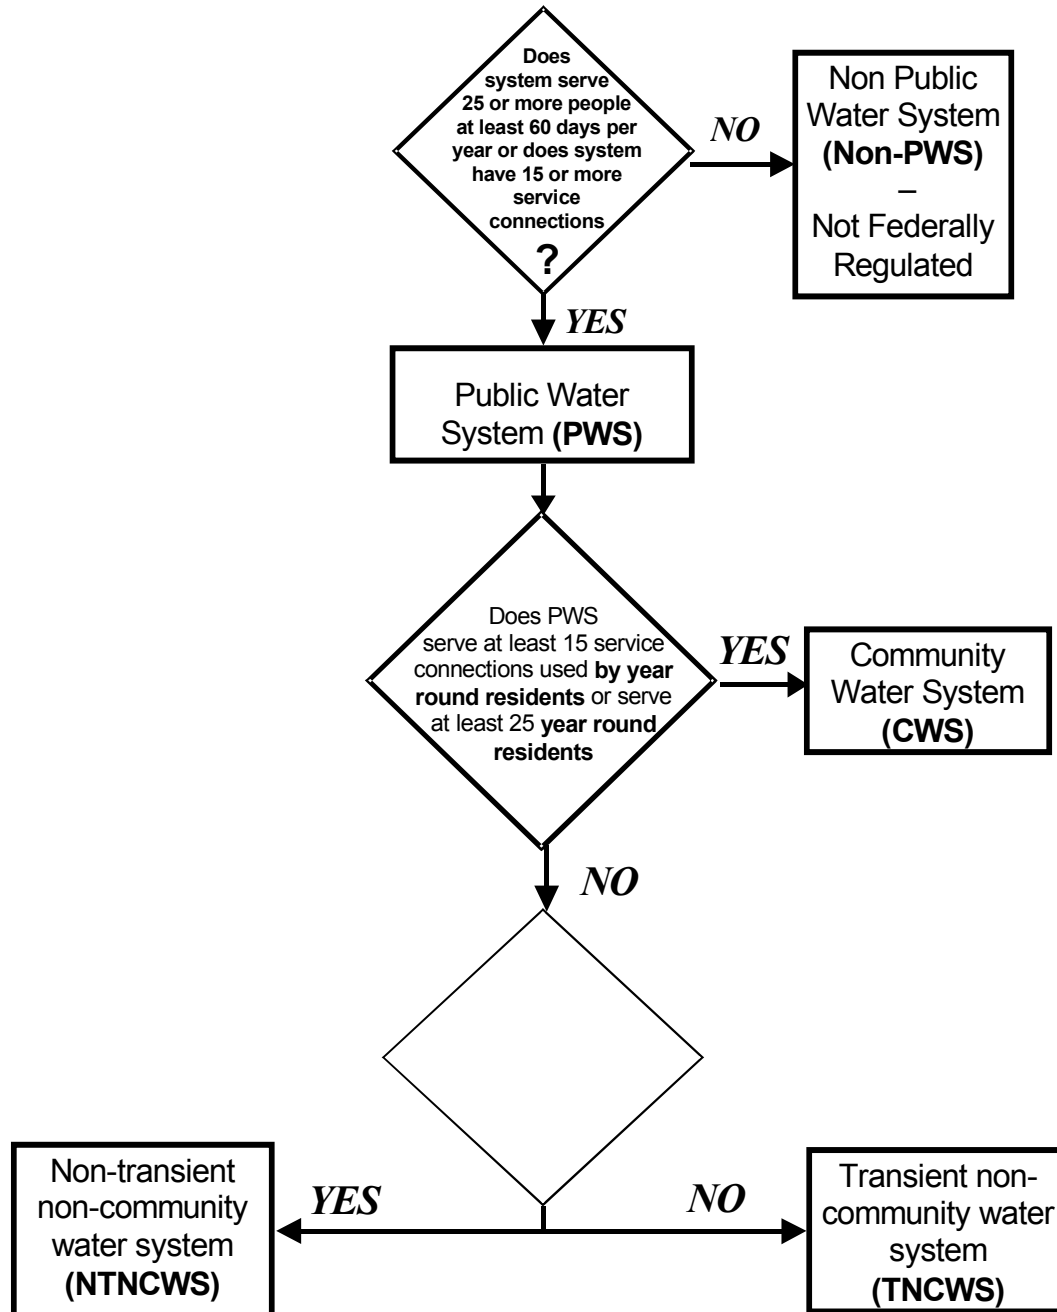 Does
system serve
25 or more people
at least 60 days per
year or does system
have 15 or more
service
connections
?
NO
Non Public
Water System
(Non-PWS)
–
Not Federally
Regulated
YES
Public Water
System (PWS)
Does PWS
serve at least 15 service
connections used by year
round residents or serve
at least 25 year round
residents
YES
Community
Water System
(CWS)
NO
Non-transient
non-community
water system
(NTNCWS)
YES
NO
Transient non-
community water
system
(TNCWS)